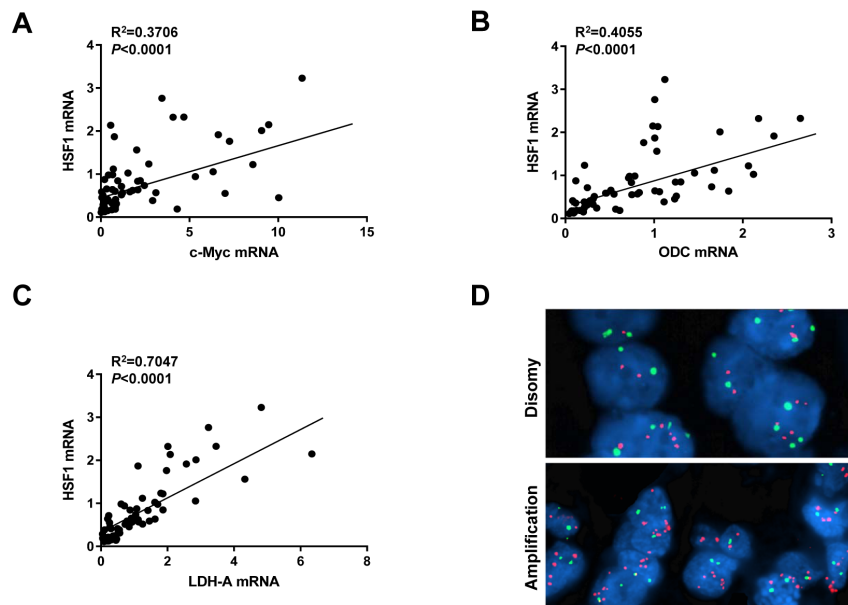 A
R²=0.3706
P<0.0001
HSF1 mRNA
4
3
2
1
0
0 5 10 15
c-Myc mRNA
B
R²=0.4055
P<0.0001
HSF1 mRNA
4
3
2
1
0
0 1 2 3
ODC mRNA
C
R²=0.7047
P<0.0001
HSF1 mRNA
4
3
2
1
0
0 2 4 6 8
LDH-A mRNA
D
Disomy
Amplification